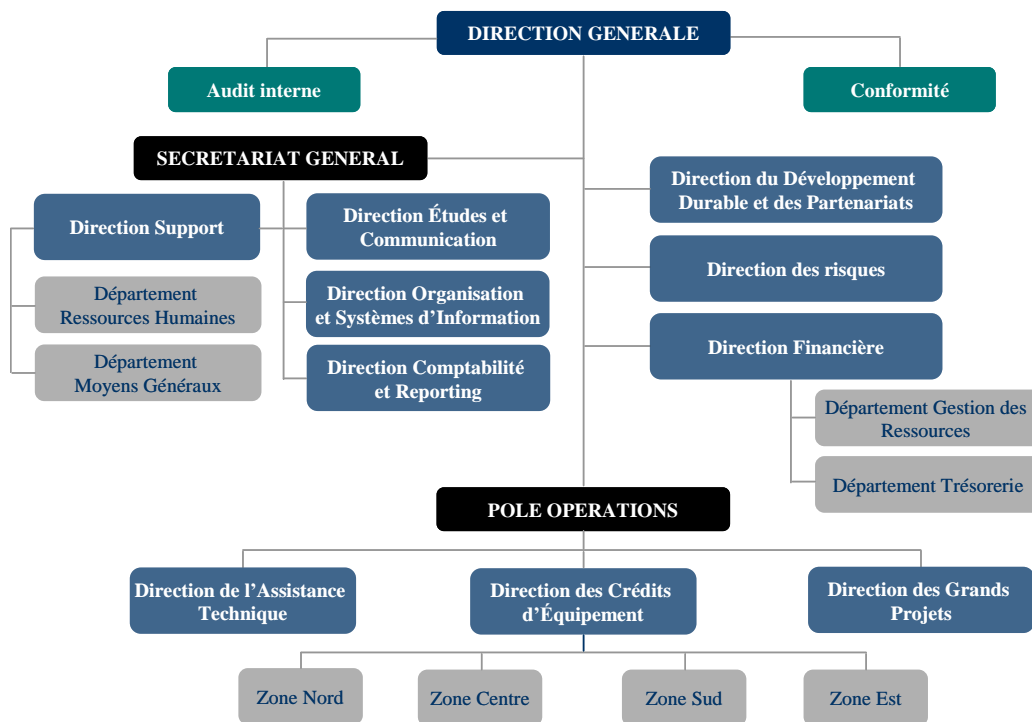 DIRECTION GENERALE
Audit interne
Conformité
SECRETARIAT GENERAL
Direction Support
Département
Ressources Humaines
Département
Moyens Généraux
Direction Études et
Communication
Direction Organisation
et Systèmes d’Information
Direction Comptabilité
et Reporting
Direction du Développement
Durable et des Partenariats
Direction des risques
Direction Financière
Département Gestion des
Ressources
Département Trésorerie
POLE OPERATIONS
Direction de l’Assistance
Technique
Direction des Crédits
d’Équipement
Direction des Grands
Projets
Zone Nord
Zone Centre
Zone Sud
Zone Est